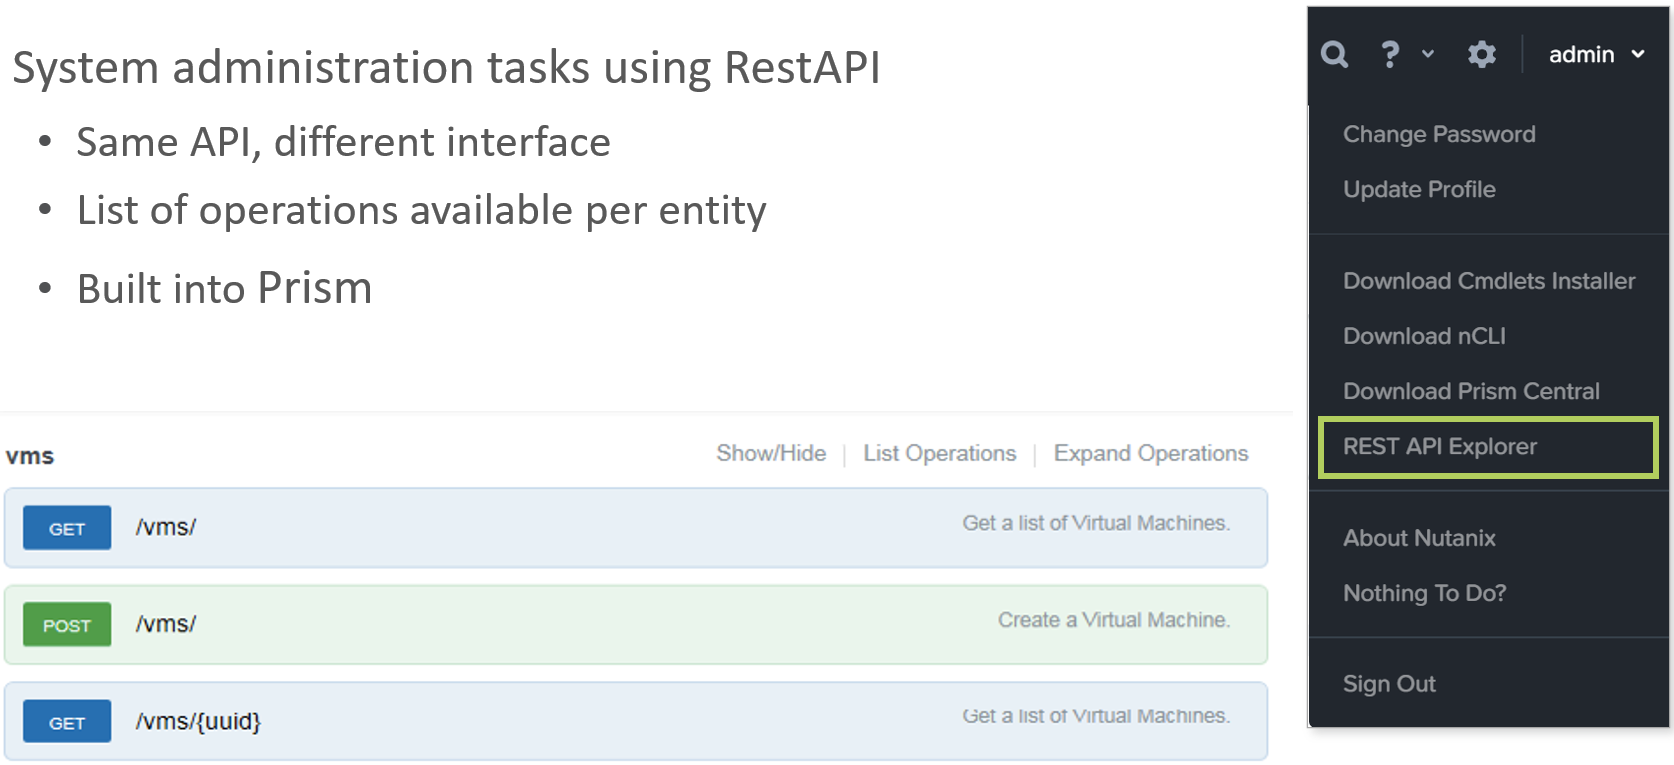 System administration tasks using RestAPI
• Same API, different interface
• List of operations available per entity
• Built into Prism
vms
Show/Hide | List Operations | Expand Operations
GET /vms/ Get a list of Virtual Machines.
POST /vms/ Create a Virtual Machine.
GET /vms/{uuid} Get a list of Virtual Machines.
? admin
Change Password
Update Profile
Download Cmdlets Installer
Download nCLI
Download Prism Central
REST API Explorer
About Nutanix
Nothing To Do?
Sign Out